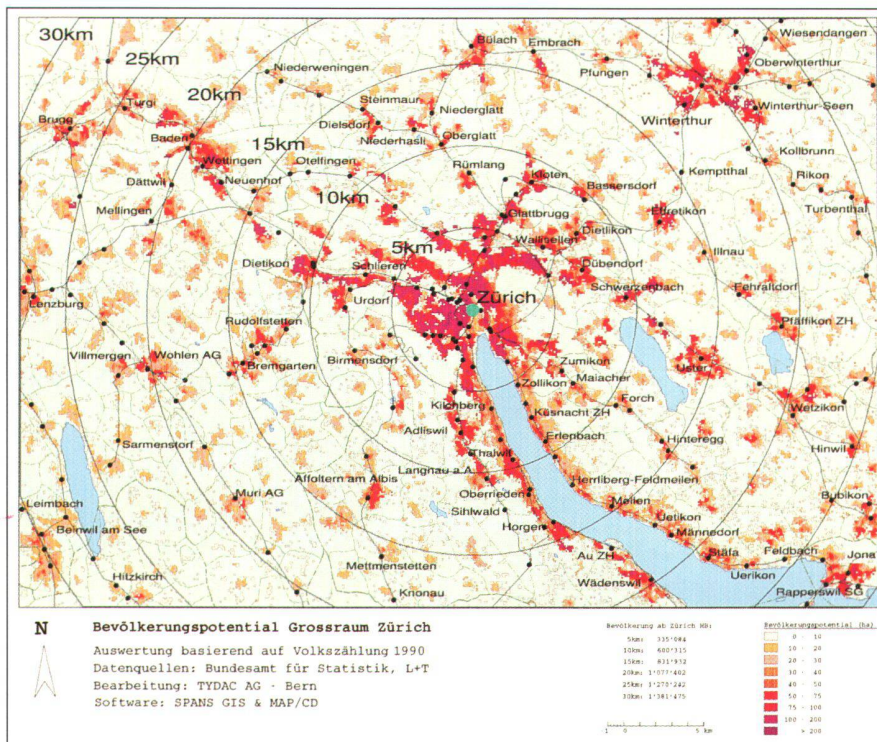 30km
25km
20km
15km
10km
5km
Wiesendangen
Bülach
Embrach
Oberwinterthur
Niederweningen
Pfungen
Turgi
Steinmaur
Niederglatt
Winterthur-Seen
Brugg
Dielsdorf
Winterthur
Baden
Niederhasli
Oberglatt
Kollbrunn
Wettingen
Otelfingen
Rümlang
Kloten
Kemptthal
Rikon
Dättwil
Neuenhof
Bassersdorf
Turbenthal
Mellingen
Glattbrugg
Effretikon
Wallisellen
Dietlikon
Illnau
Dietikon
Schlieren
Dübendorf
Lenzburg
Urdorf
Zürich
Schwerzenbach
Fehraltdorf
Rudolfstetten
Pfäffikon ZH
Villmergen
Wohlen AG
Birmensdorf
Zumikon
Uster
Bremgarten
Zollikon
Maiacher
Kilchberg
Küsnacht ZH
Forch
Wetzikon
Adliswil
Erlenbach
Hinteregg
Hinwil
Sarmenstorf
Thalwil
Langnau a.A.
Affoltern am Albis
Herrliberg-Feldmeilen
Leimbach
Muri AG
Oberrieden
Meilen
Bubikon
Sihlwald
Uetikon
Beinwil am See
Horgen
Männedorf
Au ZH
Stäfa
Feldbach
Jona
Mettmenstetten
Uerikon
Hitzkirch
Knonau
Wädenswil
Rapperswil SG
N
Bevölkerungspotential Grossraum Zürich
Auswertung basierend auf Volkszählung 1990
Datenquellen: Bundesamt für Statistik, L+T
Bearbeitung: TYDAC AG - Bern
Software: SPANS GIS & MAP/CD
Bevölkerung ab Zürich HB:
5km: 335'084
10km: 600'315
15km: 831'932
20km: 1'077'402
25km: 1'278'242
30km: 1'381'475
1 0 5 km
Bevölkerungspotential (ha)
0 - 10
10 - 20
20 - 30
30 - 40
40 - 50
50 - 75
75 - 100
100 - 200
> 200